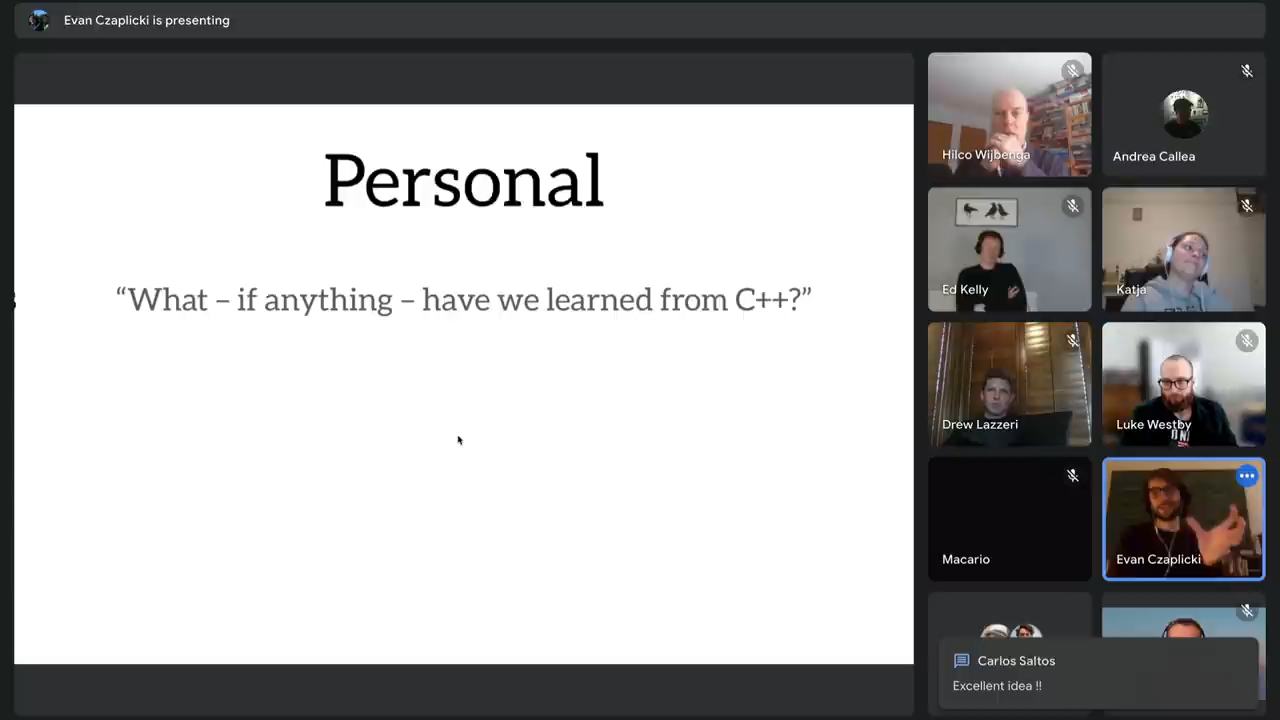 Evan Czaplicki is presenting
Personal
“What – if anything – have we learned from C++?”
Hilco Wijbenga
Andrea Callea
Ed Kelly
Katja
Drew Lazzeri
Luke Westby
Macario
Evan Czaplicki
Carlos Saltos
Excellent idea !!